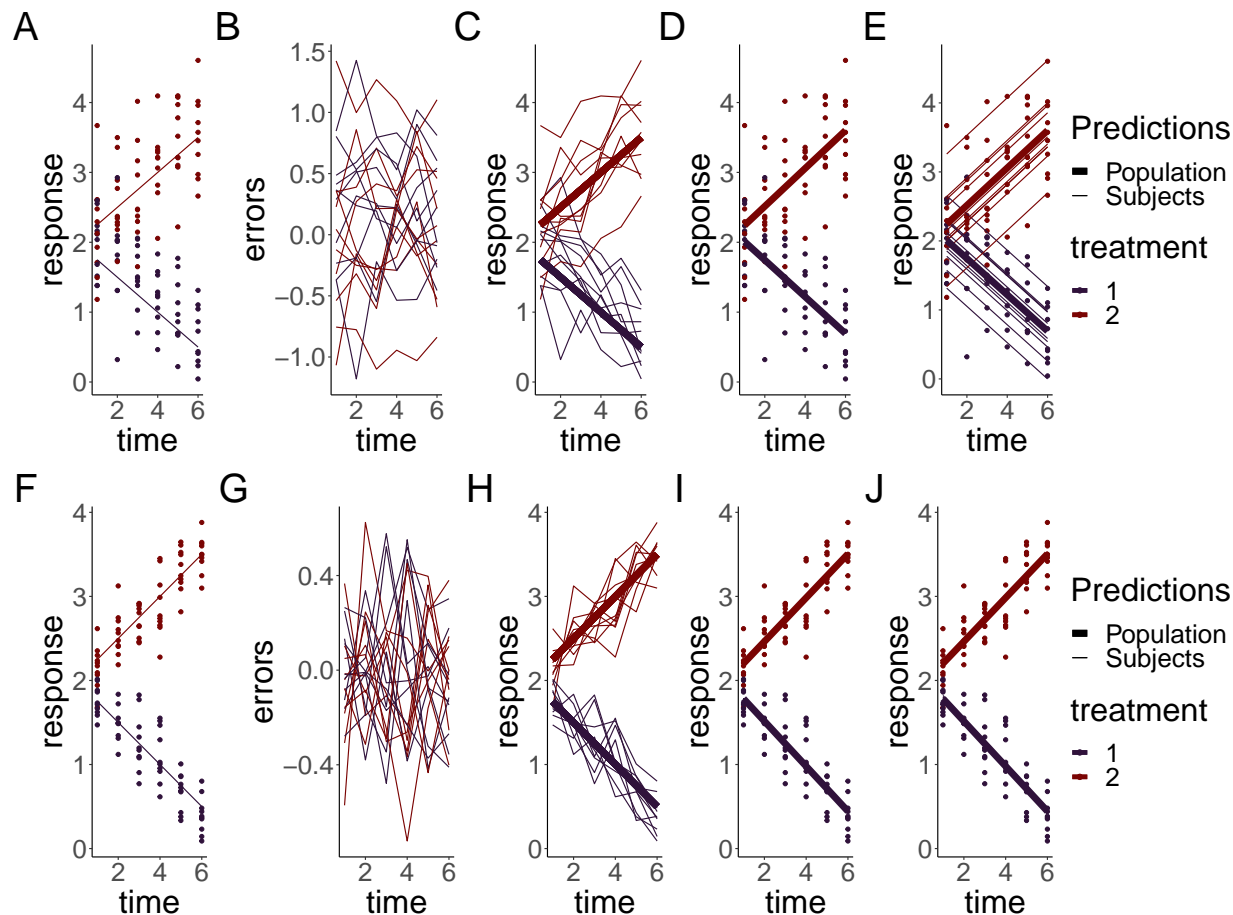 A B C D E
response
4
3
2
1
0
2 4 6
time
errors
1.5
1.0
0.5
0.0
−0.5
−1.0
2 4 6
time
response
4
3
2
1
0
2 4 6
time
response
4
3
2
1
0
2 4 6
time
response
4
3
2
1
0
2 4 6
time
Predictions
Population
Subjects
treatment
1
2
F G H I J
response
4
3
2
1
0
2 4 6
time
errors
0.4
0.0
−0.4
2 4 6
time
response
4
3
2
1
0
2 4 6
time
response
4
3
2
1
0
2 4 6
time
response
4
3
2
1
0
2 4 6
time
Predictions
Population
Subjects
treatment
1
2